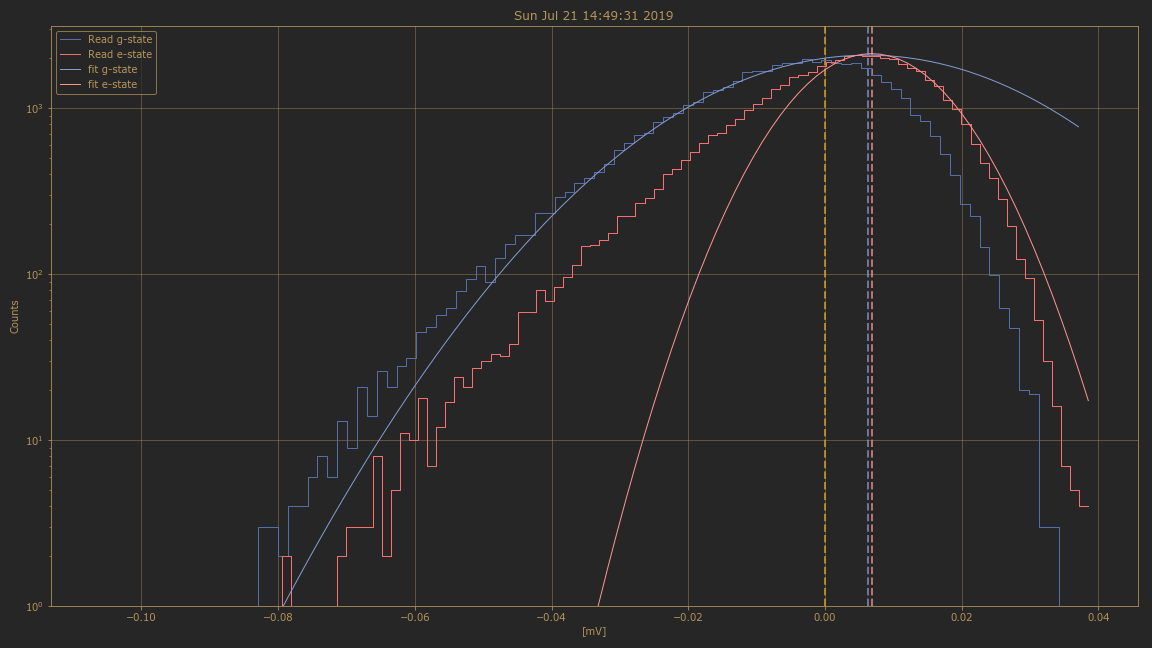 Sun Jul 21 14:49:31 2019
Read g-state
Read e-state
fit g-state
fit e-state
10³
10²
10¹
10⁰
Counts
−0.10 −0.08 −0.06 −0.04 −0.02 0.00 0.02 0.04
[mV]